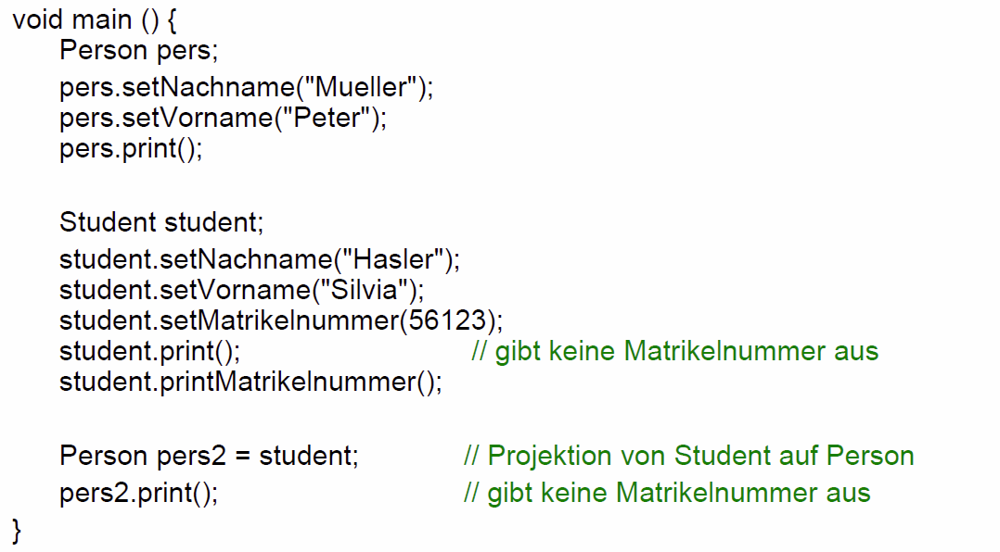 void main () {
Person pers;
pers.setNachname("Mueller");
pers.setVorname("Peter");
pers.print();
Student student;
student.setNachname("Hasler");
student.setVorname("Silvia");
student.setMatrikelnummer(56123);
student.print(); // gibt keine Matrikelnummer aus
student.printMatrikelnummer();
Person pers2 = student; // Projektion von Student auf Person
pers2.print(); // gibt keine Matrikelnummer aus
}